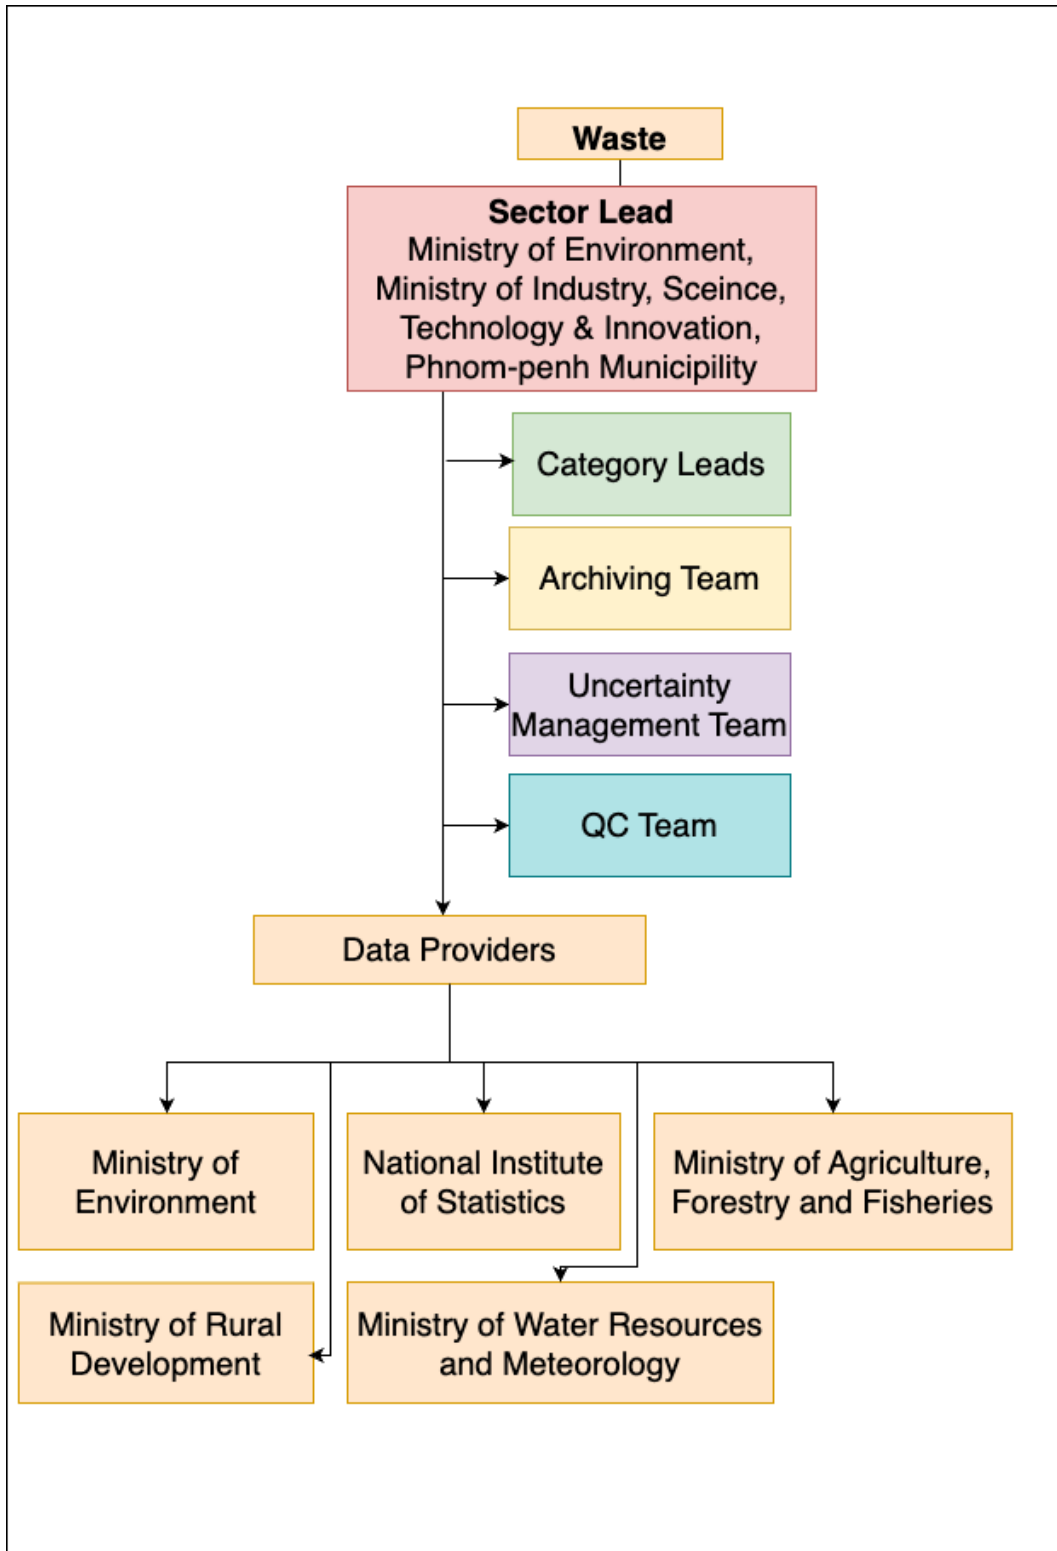 Waste
Sector Lead
Ministry of Environment,
Ministry of Industry, Sceince,
Technology & Innovation,
Phnom-penh Municipility
Category Leads
Archiving Team
Uncertainty
Management Team
QC Team
Data Providers
Ministry of
Environment
National Institute
of Statistics
Ministry of Agriculture,
Forestry and Fisheries
Ministry of Rural
Development
Ministry of Water Resources
and Meteorology